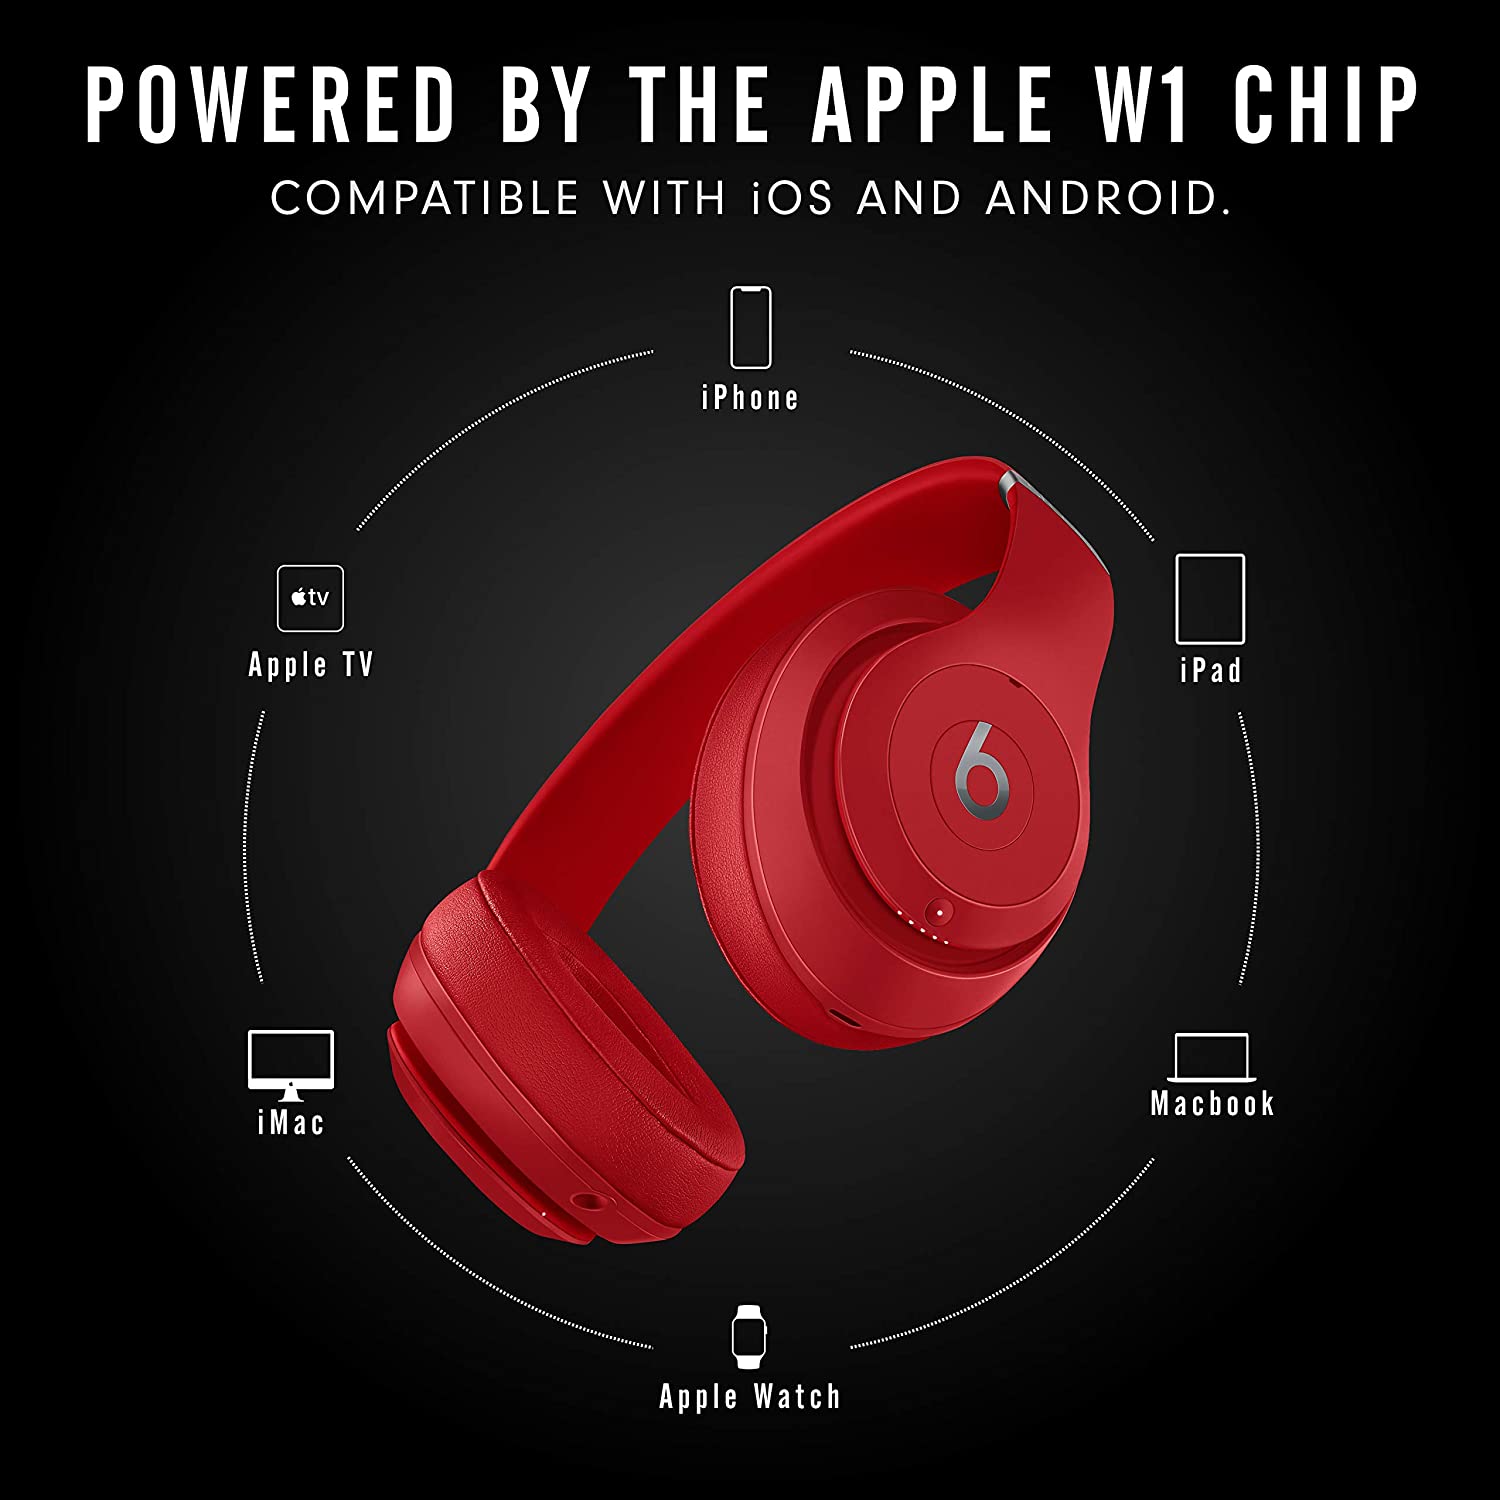 POWERED BY THE APPLE W1 CHIP
COMPATIBLE WITH iOS AND ANDROID.
iPhone
tv
Apple TV
iPad
iMac
Macbook
Apple Watch